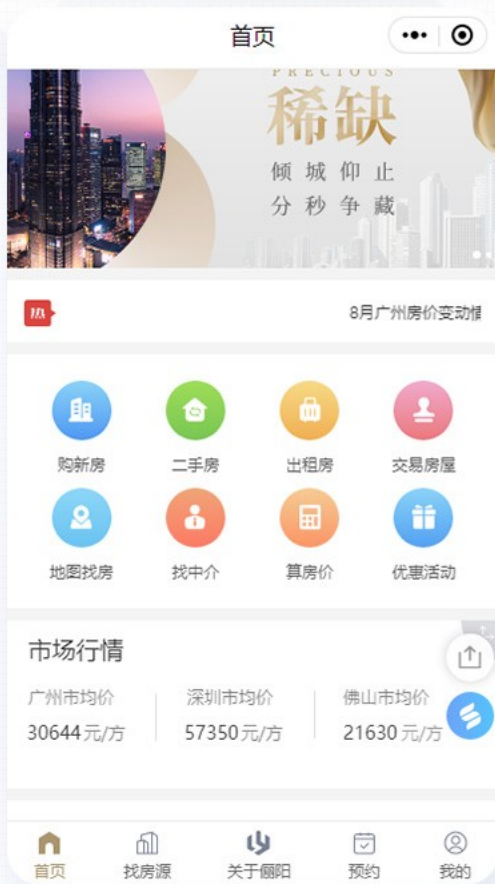 首页
PRECIOUS
稀缺
倾城仰止
分秒争藏
热
8月广州房价变动情
购新房
二手房
出租房
交易房屋
地图找房
找中介
算房价
优惠活动
市场行情
广州市均价
深圳市均价
佛山市均价
30644元/方
57350元/方
21630元/方
首页
找房源
关于俪阳
预约
我的